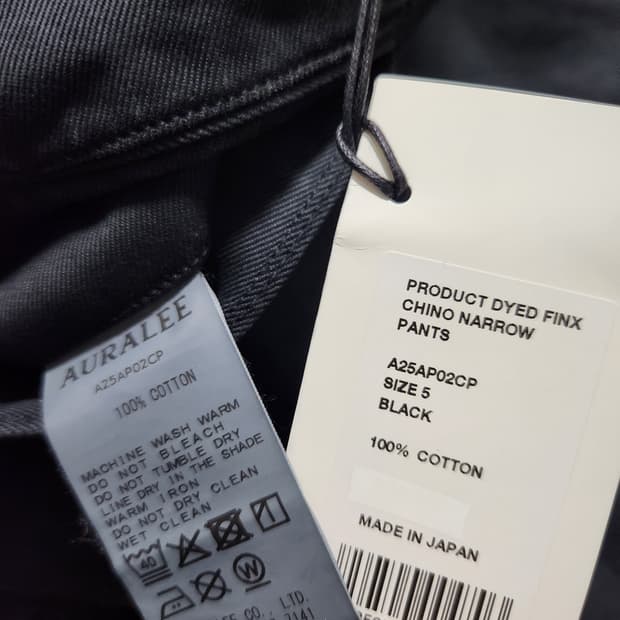 AURALEE
A25AP02CP
100% COTTON
MACHINE WASH WARM
DO NOT BLEACH
DO NOT TUMBLE DRY
LINE DRY IN THE SHADE
WARM IRON
DO NOT DRY CLEAN
WET CLEAN
40
W
CO., LTD.
PRODUCT DYED FINX
CHINO NARROW
PANTS
A25AP02CP
SIZE 5
BLACK
100% COTTON
MADE IN JAPAN